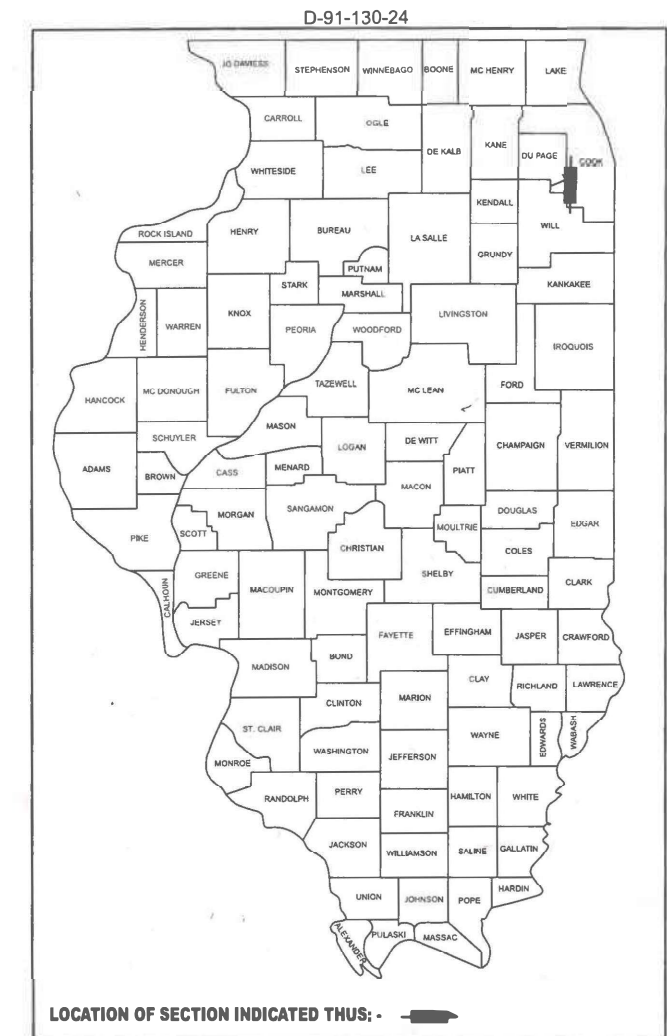 D-91-130-24
JO DAVIESS
STEPHENSON
WINNEBAGO
BOONE
MC HENRY
LAKE
CARROLL
OGLE
DE KALB
KANE
DU PAGE
COOK
WHITESIDE
LEE
KENDALL
WILL
ROCK ISLAND
HENRY
BUREAU
LA SALLE
GRUNDY
MERCER
PUTNAM
KANKAKEE
STARK
MARSHALL
HENDERSON
WARREN
KNOX
PEORIA
WOODFORD
LIVINGSTON
IROQUOIS
HANCOCK
MC DONOUGH
FULTON
TAZEWELL
MC LEAN
FORD
SCHUYLER
MASON
LOGAN
DE WITT
CHAMPAIGN
VERMILION
ADAMS
BROWN
CASS
MENARD
PIATT
MACON
PIKE
SCOTT
MORGAN
SANGAMON
MOULTRIE
DOUGLAS
EDGAR
CHRISTIAN
COLES
CALHOUN
GREENE
MACOUPIN
MONTGOMERY
SHELBY
CUMBERLAND
CLARK
JERSEY
FAYETTE
EFFINGHAM
JASPER
CRAWFORD
MADISON
BOND
CLAY
RICHLAND
LAWRENCE
CLINTON
MARION
ST. CLAIR
WASHINGTON
JEFFERSON
WAYNE
EDWARDS
WABASH
MONROE
RANDOLPH
PERRY
FRANKLIN
HAMILTON
WHITE
JACKSON
WILLIAMSON
SALINE
GALLATIN
UNION
JOHNSON
POPE
HARDIN
ALEXANDER
PULASKI
MASSAC
LOCATION OF SECTION INDICATED THUS: -